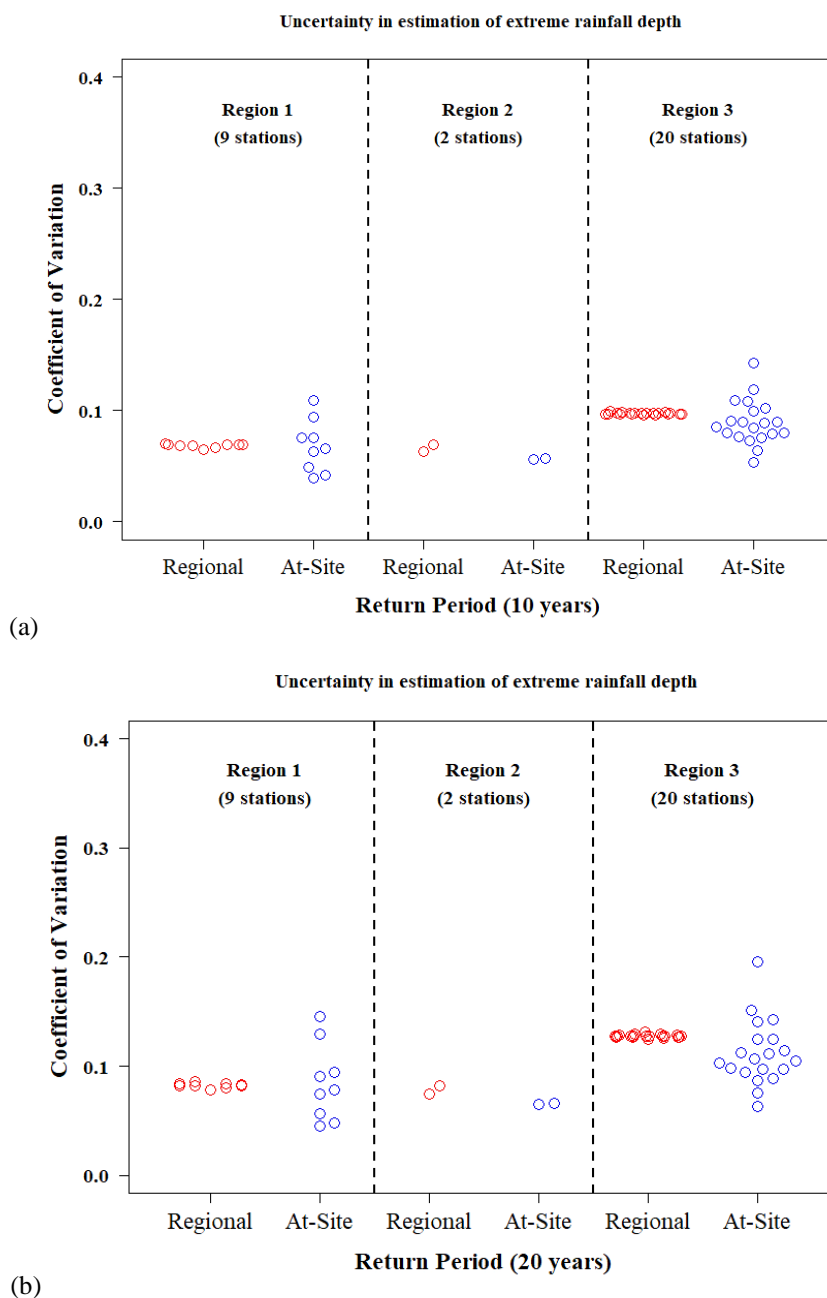 Uncertainty in estimation of extreme rainfall depth
Region 1
(9 stations)
Region 2
(2 stations)
Region 3
(20 stations)
Coefficient of Variation
0.4
0.3
0.2
0.1
0.0
Regional
At-Site
Regional
At-Site
Regional
At-Site
Return Period (10 years)
(a)
Uncertainty in estimation of extreme rainfall depth
Region 1
(9 stations)
Region 2
(2 stations)
Region 3
(20 stations)
Coefficient of Variation
0.4
0.3
0.2
0.1
0.0
Regional
At-Site
Regional
At-Site
Regional
At-Site
Return Period (20 years)
(b)